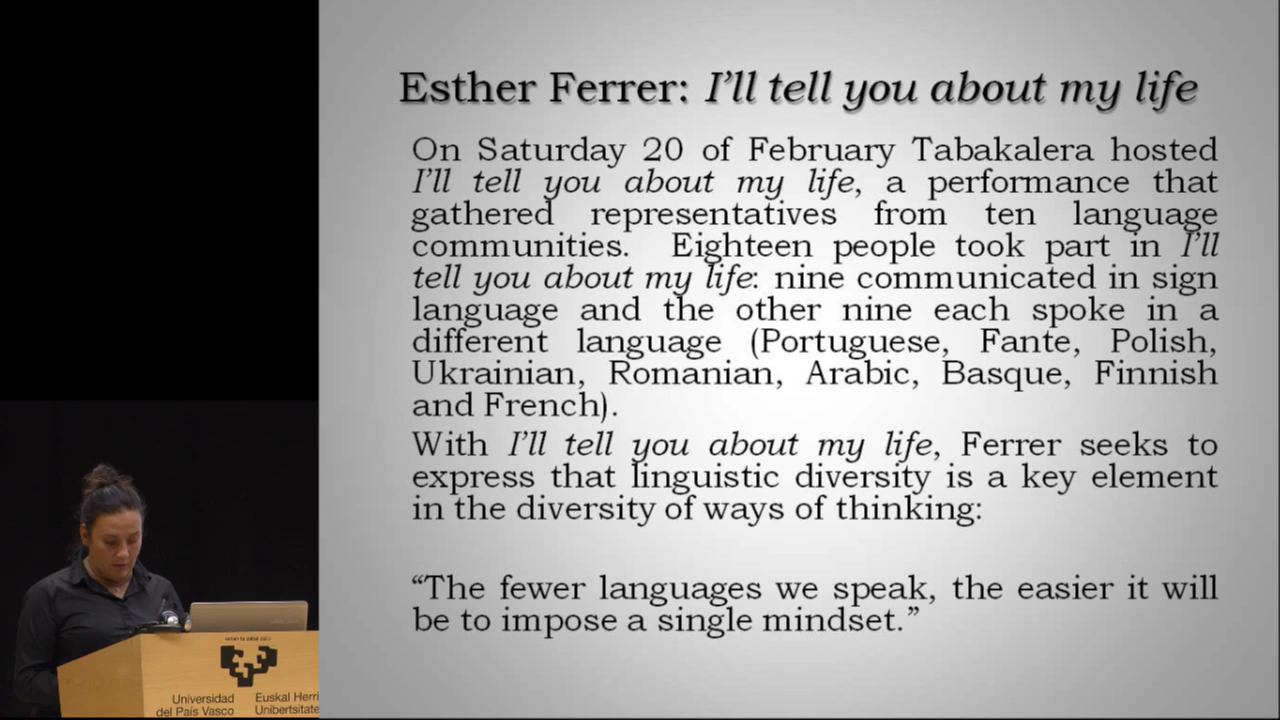 Esther Ferrer: I'll tell you about my life
On Saturday 20 of February Tabakalera hosted
I'll tell you about my life, a performance that
gathered representatives from ten language
communities. Eighteen people took part in I'll
tell you about my life: nine communicated in sign
language and the other nine each spoke in a
different language (Portuguese, Fante, Polish,
Ukrainian, Romanian, Arabic, Basque, Finnish
and French).
With I'll tell you about my life, Ferrer seeks to
express that linguistic diversity is a key element
in the diversity of ways of thinking:
“The fewer languages we speak, the easier it will
be to impose a single mindset.”
Universidad
del País Vasco
Euskal Herri
Unibertsitate